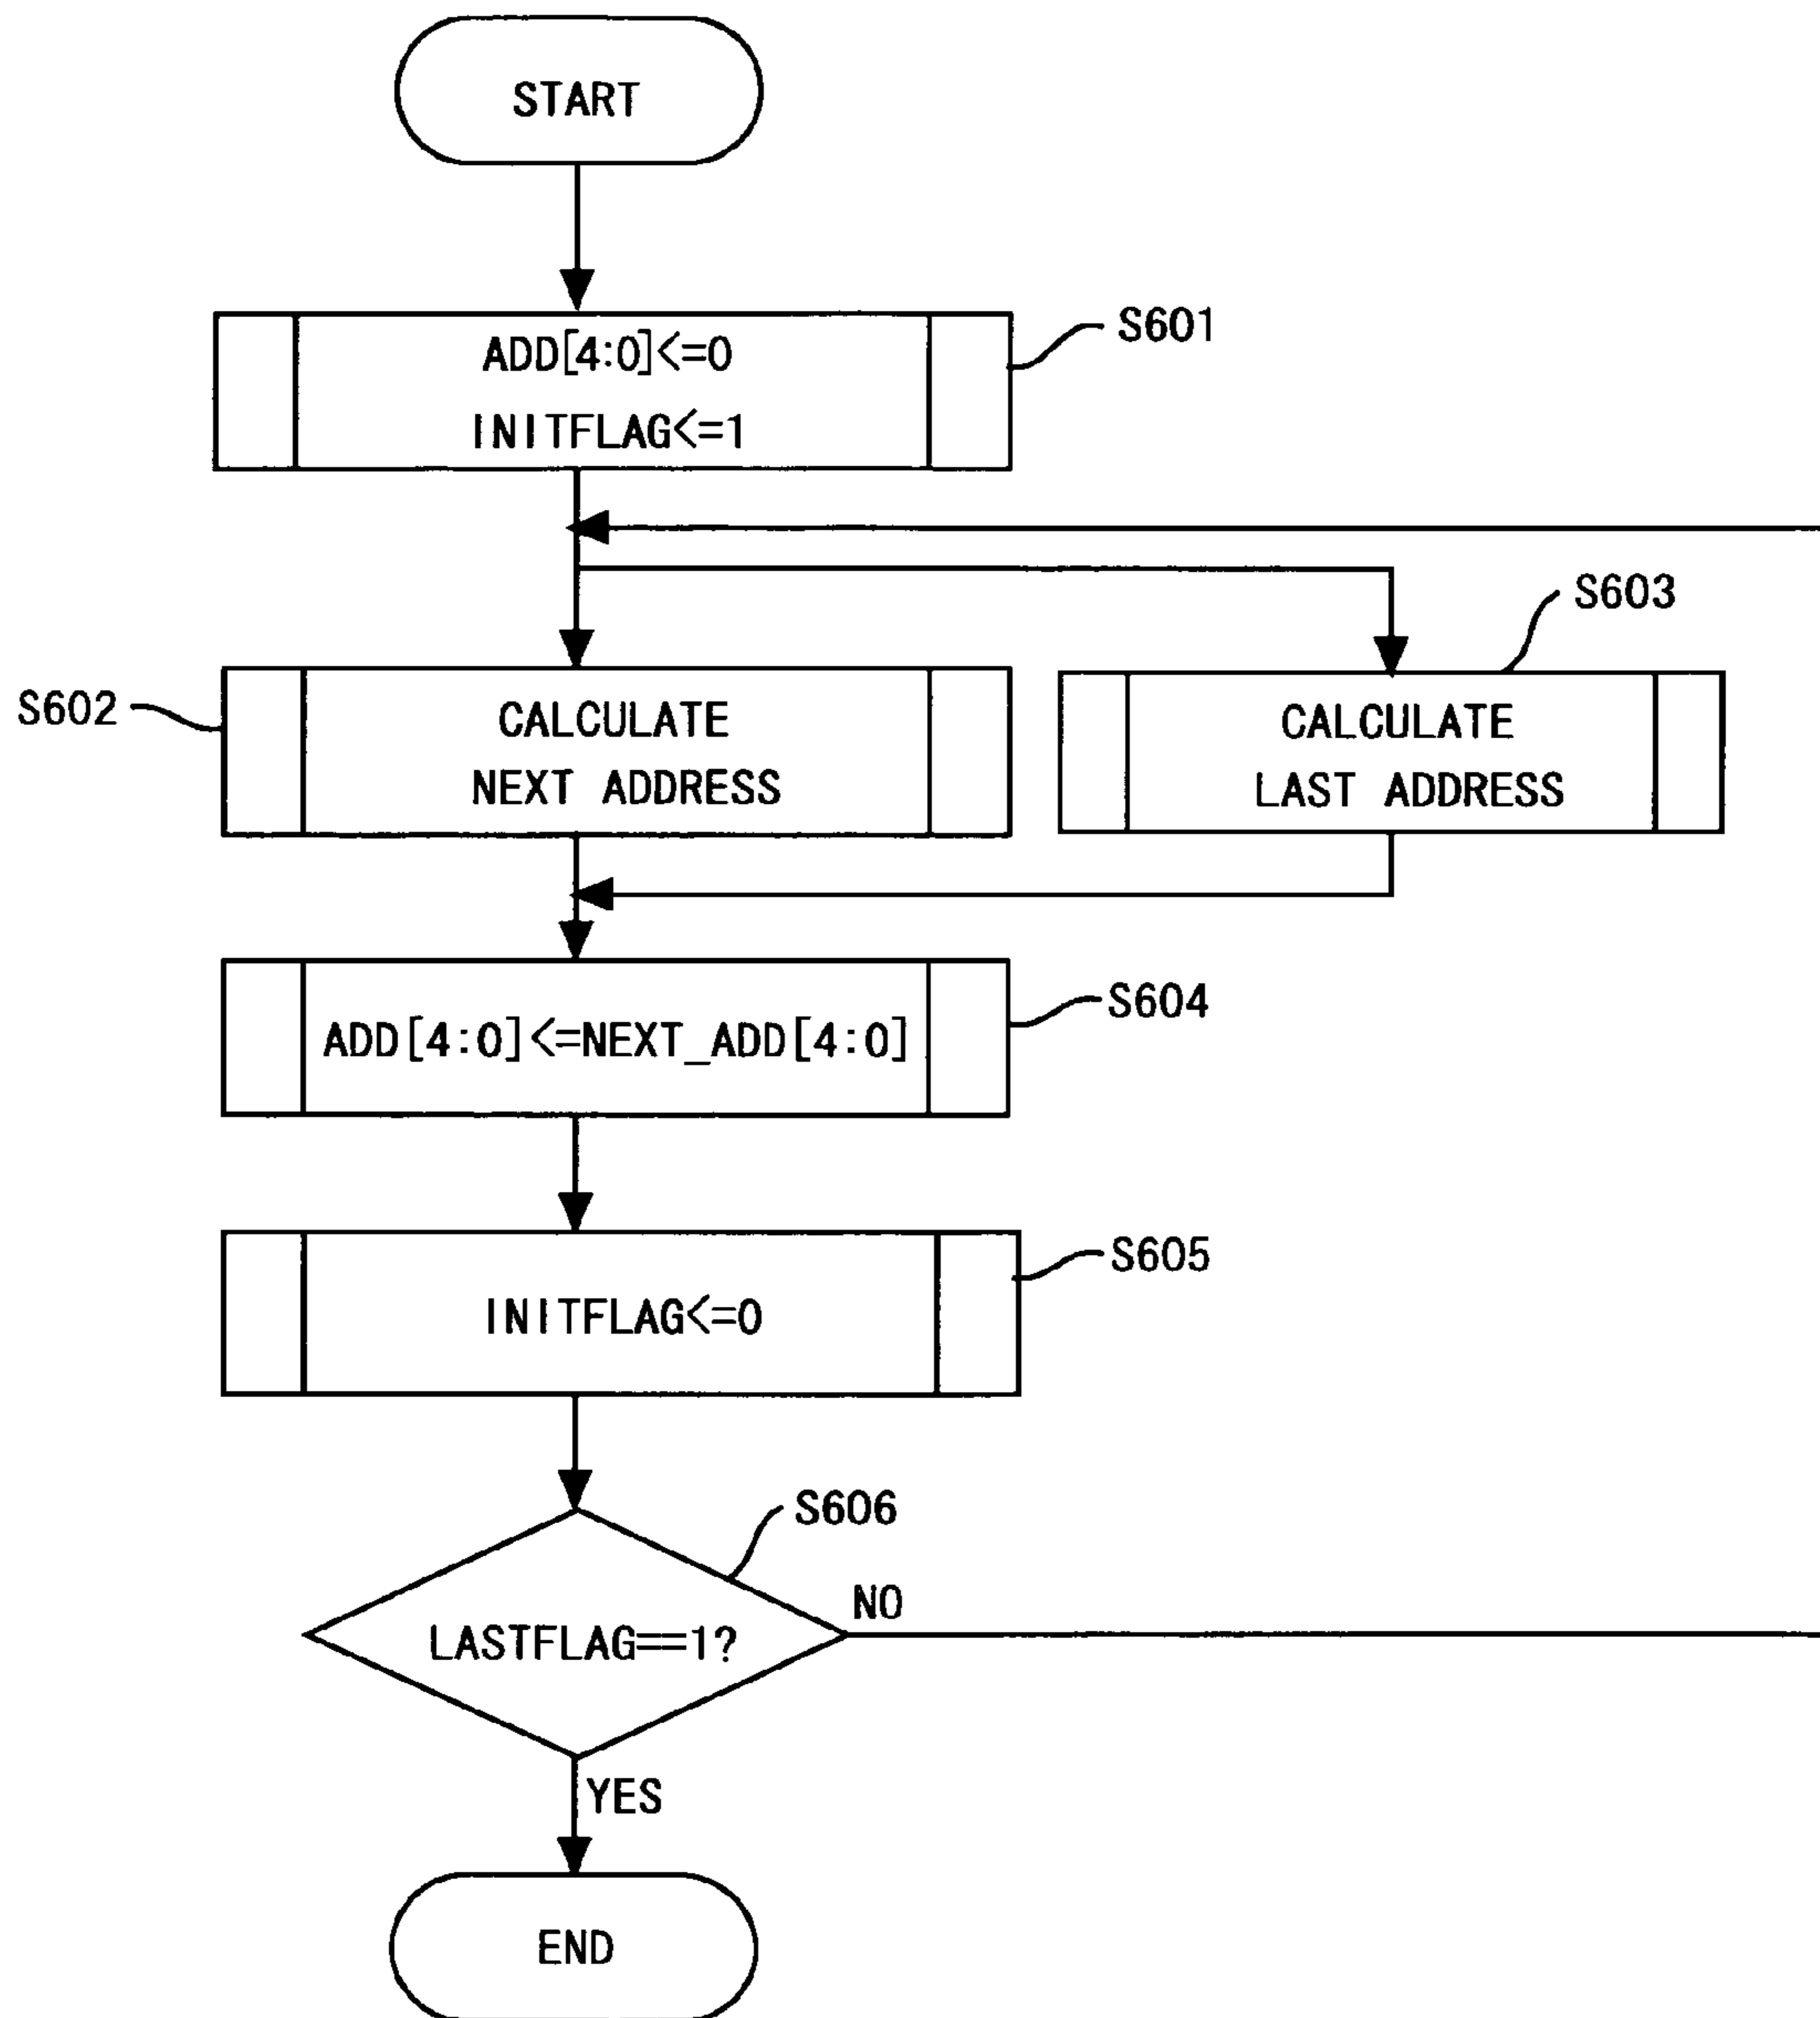 START
ADD[4:0]<=0
INITFLAG<=1
S601
S602
CALCULATE
NEXT ADDRESS
S603
CALCULATE
LAST ADDRESS
ADD[4:0]<=NEXT_ADD[4:0]
S604
INITFLAG<=0
S605
S606
LASTFLAG==1?
NO
YES
END